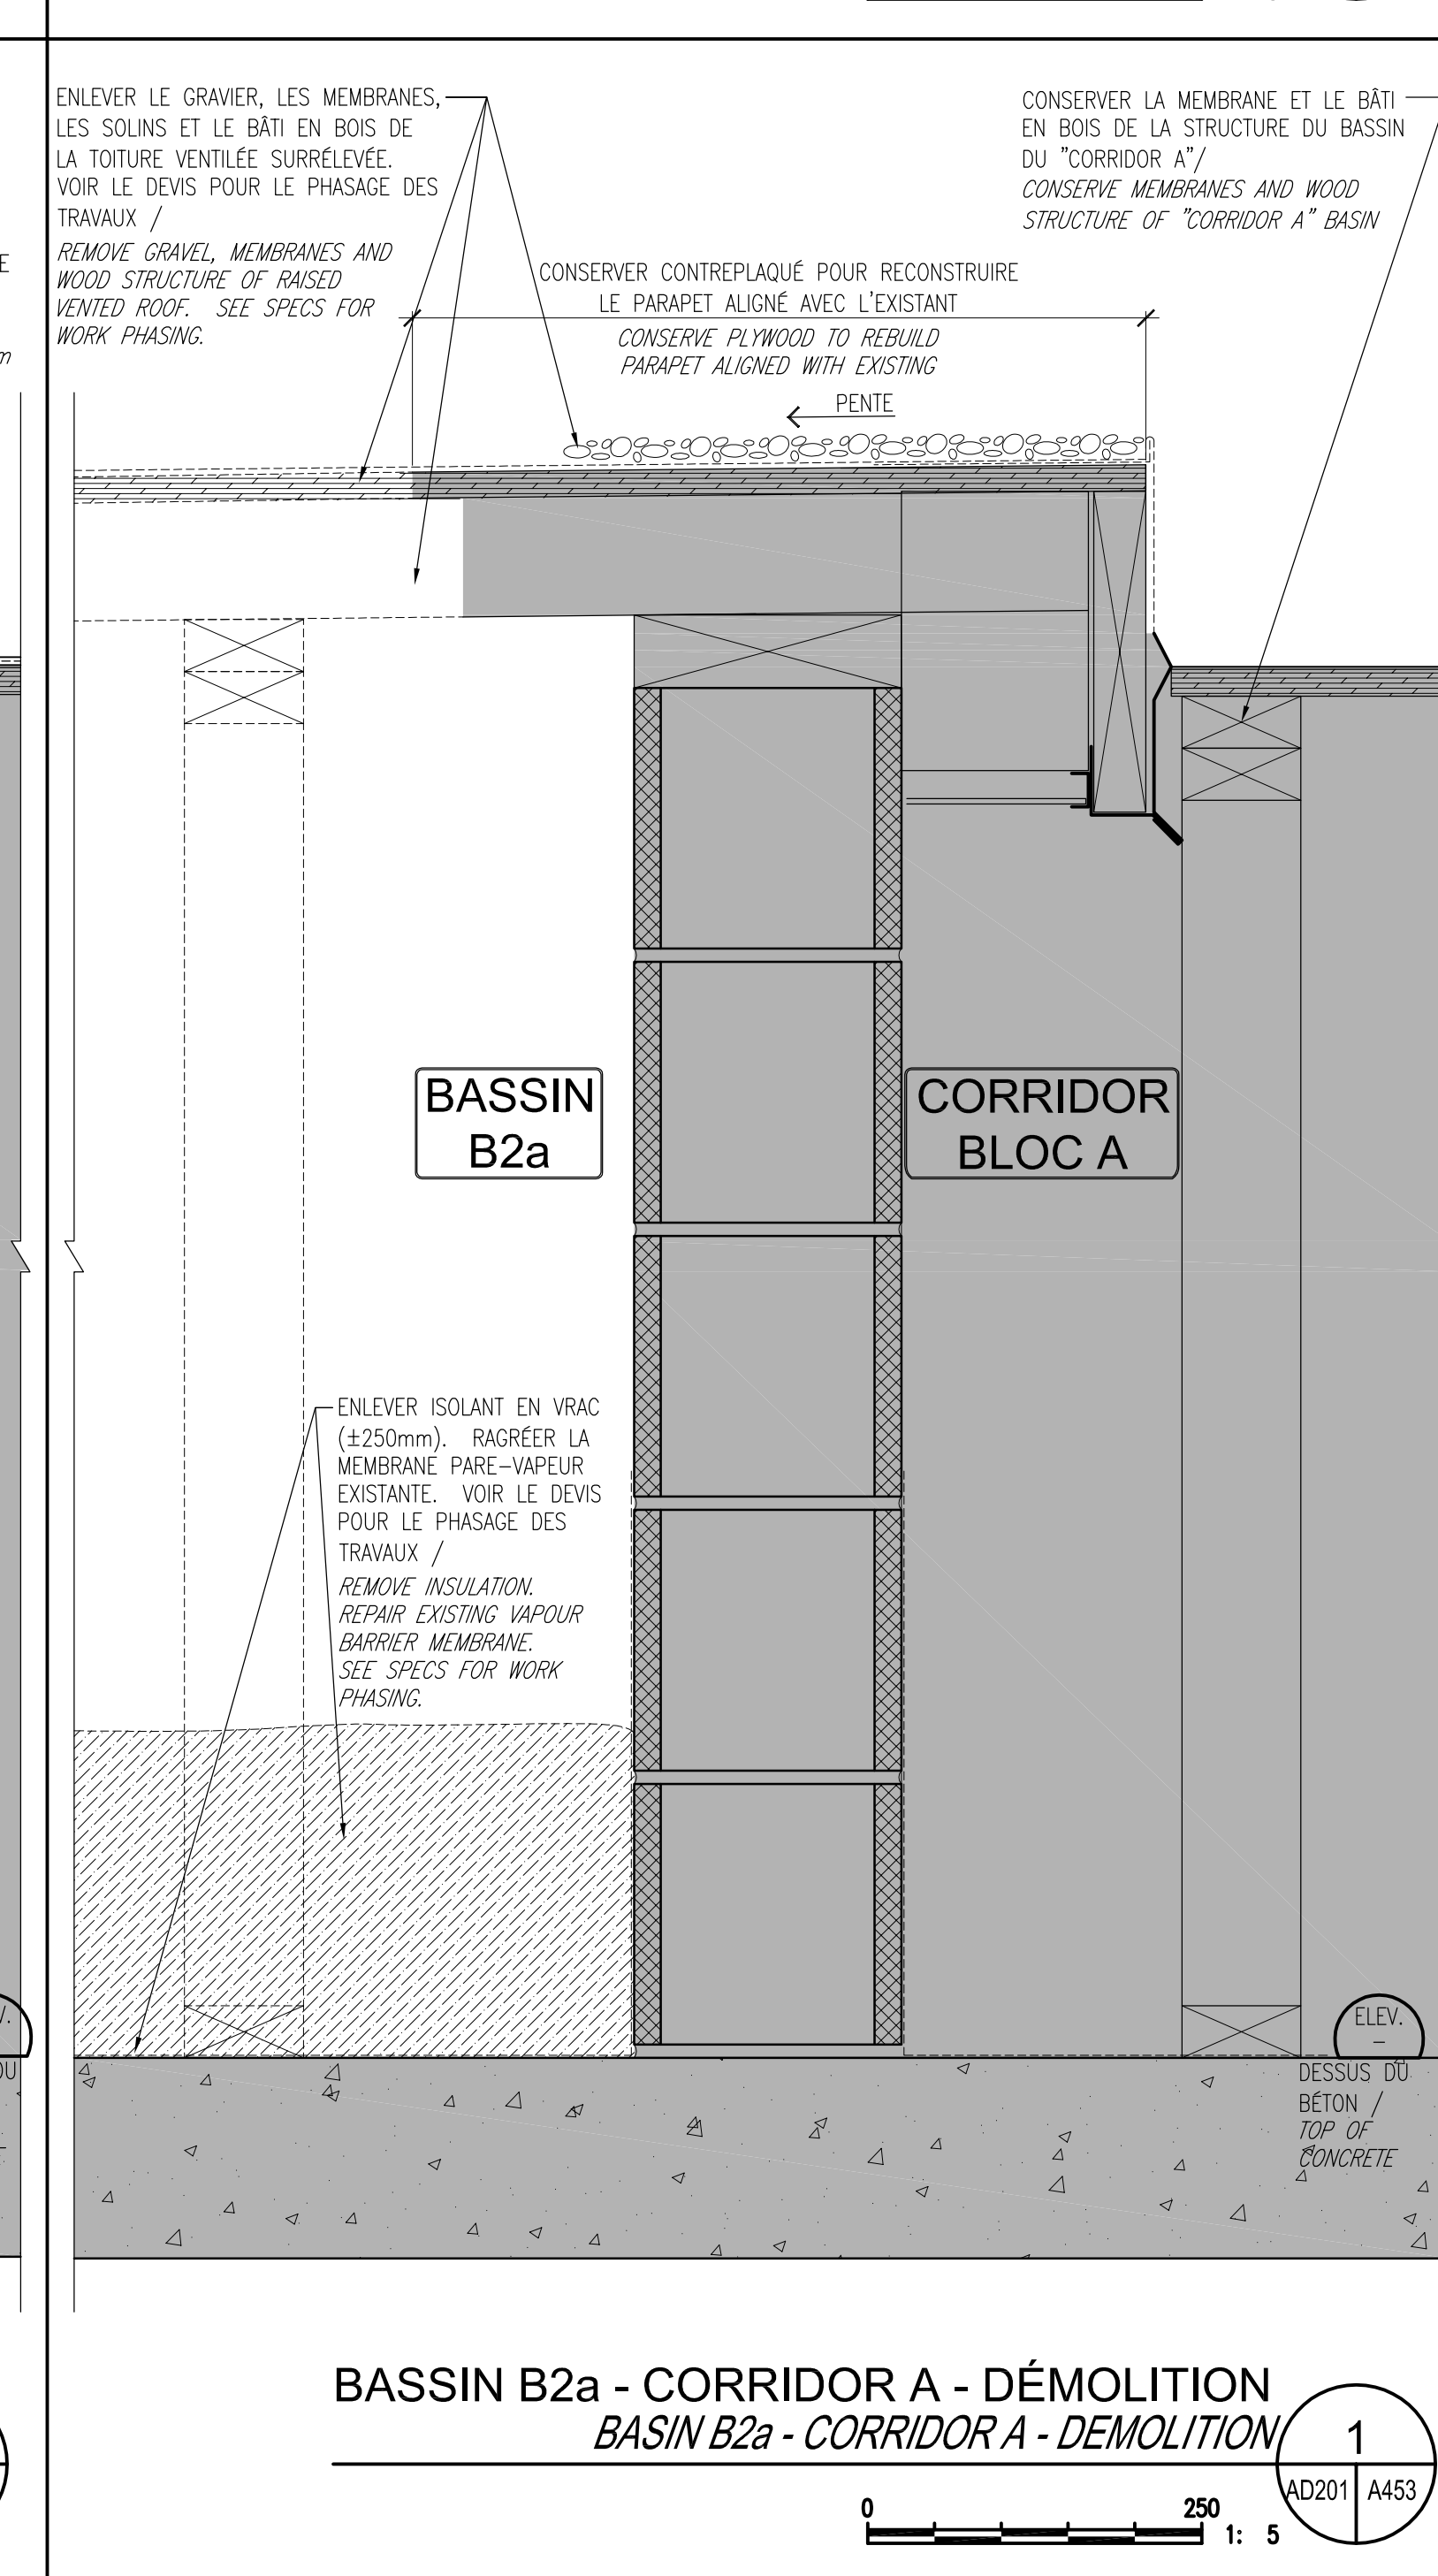 ENLEVER LE GRAVIER, LES MEMBRANES,
LES SOLINS ET LE BÂTI EN BOIS DE
LA TOITURE VENTILÉE SURRÉLEVÉE.
VOIR LE DEVIS POUR LE PHASAGE DES
TRAVAUX /
REMOVE GRAVEL, MEMBRANES AND
WOOD STRUCTURE OF RAISED
VENTED ROOF. SEE SPECS FOR
WORK PHASING.
CONSERVER LA MEMBRANE ET LE BÂTI
EN BOIS DE LA STRUCTURE DU BASSIN
DU "CORRIDOR A"/
CONSERVE MEMBRANES AND WOOD
STRUCTURE OF "CORRIDOR A" BASIN
CONSERVER CONTREPLAQUÉ POUR RECONSTRUIRE
LE PARAPET ALIGNÉ AVEC L'EXISTANT
CONSERVE PLYWOOD TO REBUILD
PARAPET ALIGNED WITH EXISTING
PENTE
E
m
BASSIN
B2a
CORRIDOR
BLOC A
ENLEVER ISOLANT EN VRAC
(±250mm). RAGRÉER LA
MEMBRANE PARE-VAPEUR
EXISTANTE. VOIR LE DEVIS
POUR LE PHASAGE DES
TRAVAUX /
REMOVE INSULATION.
REPAIR EXISTING VAPOUR
BARRIER MEMBRANE.
SEE SPECS FOR WORK
PHASING.
V.
OU
ELEV.
-
DESSUS DU
BÉTON /
TOP OF
CONCRETE
BASSIN B2a - CORRIDOR A - DÉMOLITION
BASIN B2a - CORRIDOR A - DEMOLITION
1
AD201 A453
0 250
1: 5